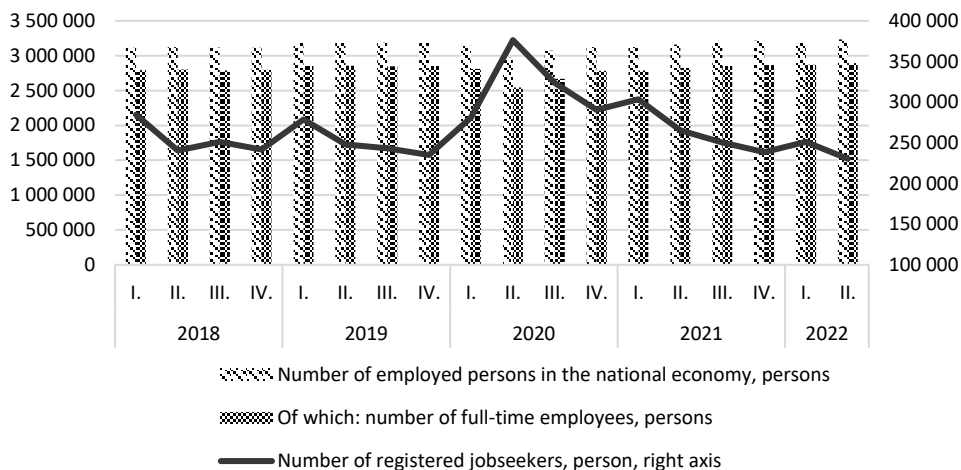 3 500 000 400 000
3 000 000 350 000
2 500 000 300 000
2 000 000 250 000
1 500 000 200 000
1 000 000 150 000
500 000
0 100 000
I. II. III. IV. I. II. III. IV. I. II. III. IV. I. II. III. IV. I. II.
2018 2019 2020 2021 2022
Number of employed persons in the national economy, persons
Of which: number of full-time employees, persons
Number of registered jobseekers, person, right axis